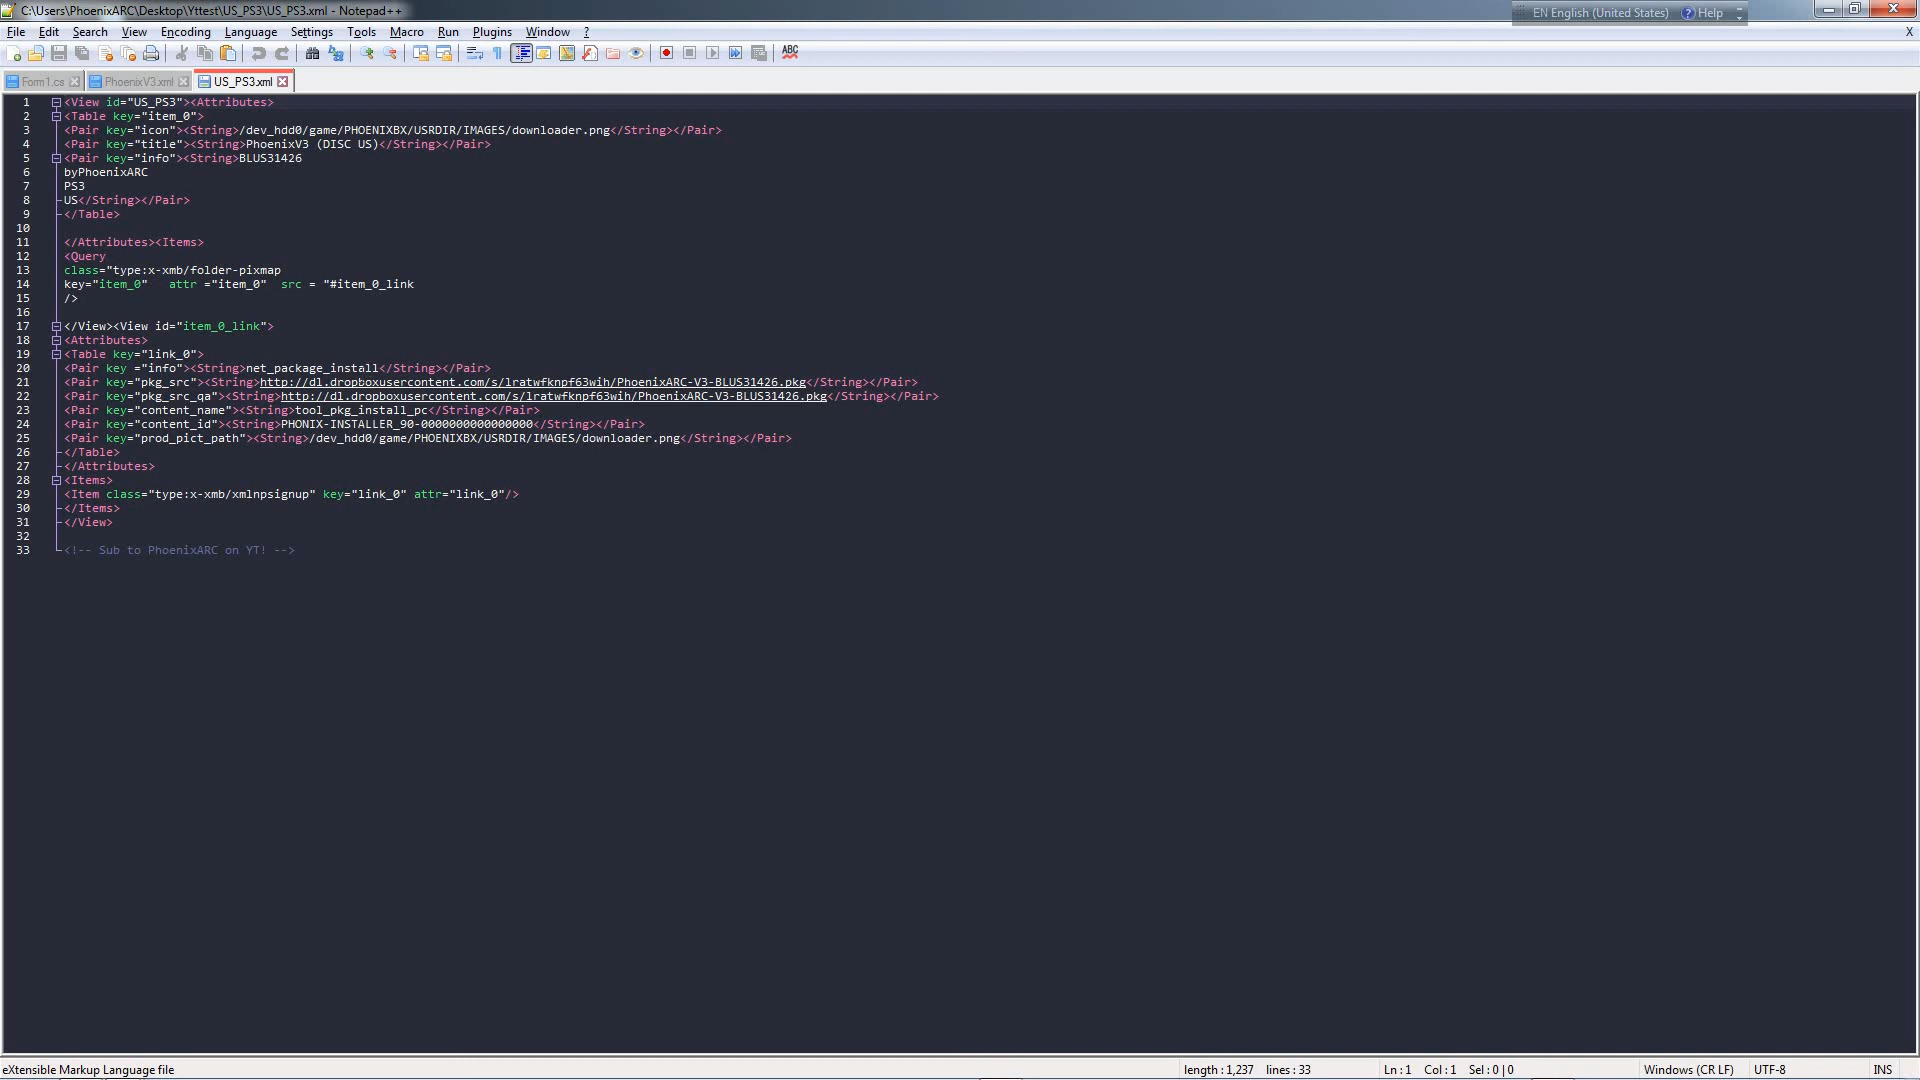 C:\Users\PhoenixARC\Desktop\Yttest\US_PS3\US_PS3.xml - Notepad++
EN English (United States) ? Help
File Edit Search View Encoding Language Settings Tools Macro Run Plugins Window ? X
ABC
Form1.cs PhoenixV3.xml US_PS3.xml
1 <View id="US_PS3"><Attributes>
2 <Table key="item_0">
3 <Pair key="icon"><String>/dev_hdd0/game/PHOENIXBX/USRDIR/IMAGES/downloader.png</String></Pair>
4 <Pair key="title"><String>PhoenixV3 (DISC US)</String></Pair>
5 <Pair key="info"><String>BLUS31426
6 byPhoenixARC
7 PS3
8 US</String></Pair>
9 </Table>
10
11 </Attributes><Items>
12 <Query
13 class="type:x-xmb/folder-pixmap
14 key="item_0"   attr ="item_0"  src = "#item_0_link
15 />
16
17 </View><View id="item_0_link">
18 <Attributes>
19 <Table key="link_0">
20 <Pair key ="info"><String>net_package_install</String></Pair>
21 <Pair key="pkg_src"><String>http://dl.dropboxusercontent.com/s/lratwfknpf63wih/PhoenixARC-V3-BLUS31426.pkg</String></Pair>
22 <Pair key="pkg_src_qa"><String>http://dl.dropboxusercontent.com/s/lratwfknpf63wih/PhoenixARC-V3-BLUS31426.pkg</String></Pair>
23 <Pair key="content_name"><String>tool_pkg_install_pc</String></Pair>
24 <Pair key="content_id"><String>PHONIX-INSTALLER_90-0000000000000000</String></Pair>
25 <Pair key="prod_pict_path"><String>/dev_hdd0/game/PHOENIXBX/USRDIR/IMAGES/downloader.png</String></Pair>
26 </Table>
27 </Attributes>
28 <Items>
29 <Item class="type:x-xmb/xmlnpsignup" key="link_0" attr="link_0"/>
30 </Items>
31 </View>
32
33 <!-- Sub to PhoenixARC on YT! -->
eXtensible Markup Language file length : 1,237 lines : 33 Ln : 1 Col : 1 Sel : 0 | 0 Windows (CR LF) UTF-8 INS